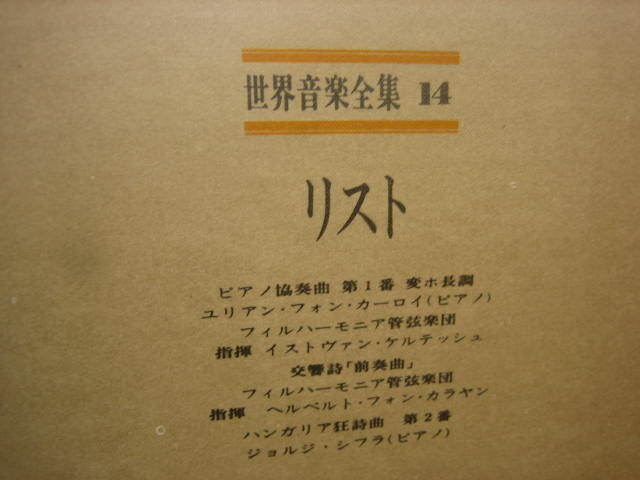 世界音楽全集 14
リスト
ピアノ協奏曲 第1番 変ホ長調
ユリアン・フォン・カーロイ(ピアノ)
フィルハーモニア管弦楽団
指揮 イストヴァン・ケルテッシュ
交響詩「前奏曲」
フィルハーモニア管弦楽団
指揮 ヘルベルト・フォン・カラヤン
ハンガリア狂詩曲 第2番
ジョルジ・シフラ(ピアノ)